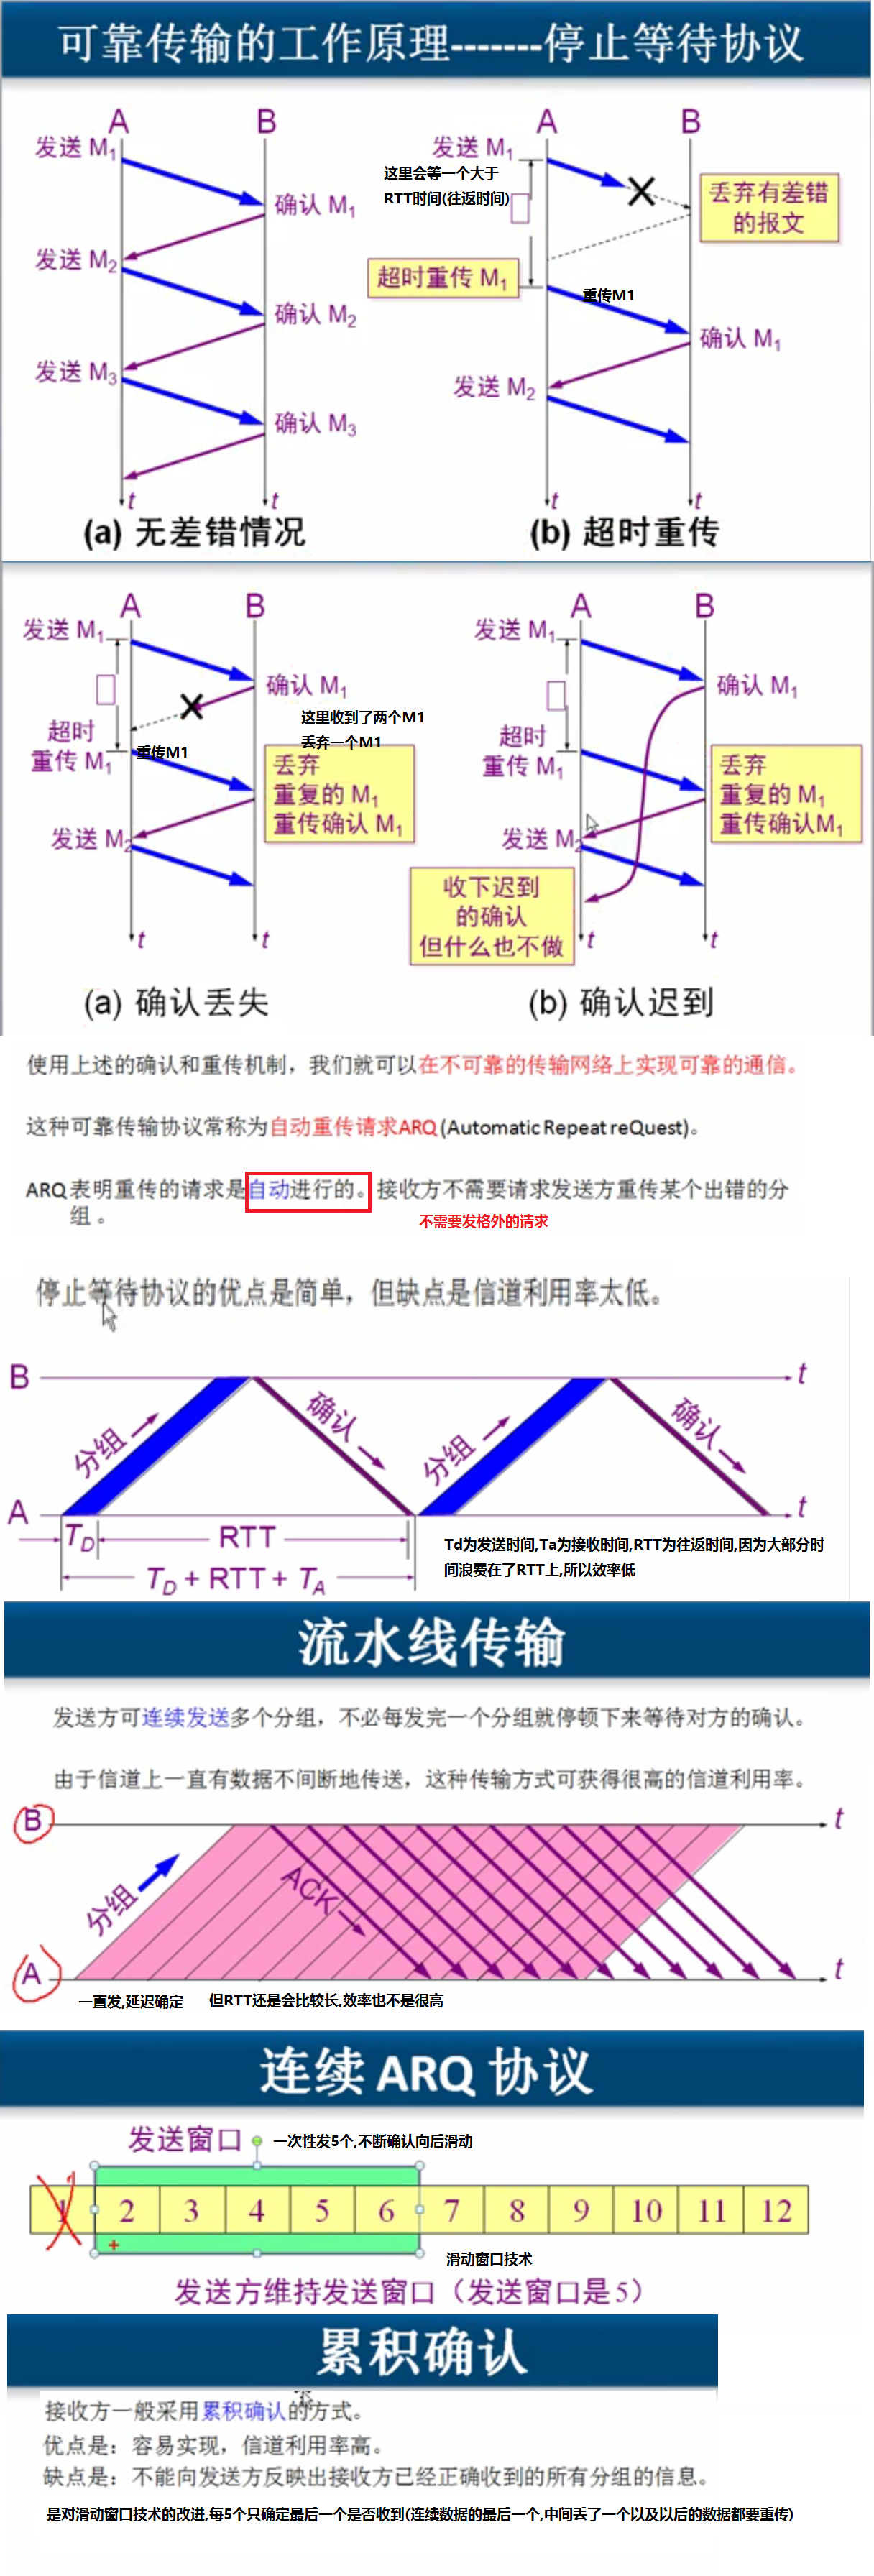 可靠传输的工作原理-------停止等待协议
A
B
发送 M1
确认 M1
发送 M2
确认 M2
发送 M3
确认 M3
t
t
(a) 无差错情况
A
B
发送 M1
这里会等一个大于
RTT时间(往返时间)
丢弃有差错
的报文
超时重传 M1
重传M1
确认 M1
发送 M2
t
t
(b) 超时重传
A
B
发送 M1
确认 M1
这里收到了两个M1
丢弃一个M1
超时
重传 M1
重传M1
丢弃
重复的 M1
重传确认 M1
发送 M2
t
t
(a) 确认丢失
A
B
发送 M1
确认 M1
超时
重传 M1
丢弃
重复的 M1
重传确认M1
发送 M2
收下迟到
的确认
但什么也不做
t
t
(b) 确认迟到
使用上述的确认和重传机制，我们就可以在不可靠的传输网络上实现可靠的通信。
这种可靠传输协议常称为自动重传请求ARQ (Automatic Repeat reQuest)。
ARQ 表明重传的请求是自动进行的。接收方不需要请求发送方重传某个出错的分
组 。
不需要发格外的请求
停止等待协议的优点是简单，但缺点是信道利用率太低。
B
t
分组
确认
分组
确认
A
t
TD
RTT
TD + RTT + TA
Td为发送时间,Ta为接收时间,RTT为往返时间,因为大部分时
间浪费在了RTT上,所以效率低
流水线传输
发送方可连续发送多个分组，不必每发完一个分组就停顿下来等待对方的确认。
由于信道上一直有数据不间断地传送，这种传输方式可获得很高的信道利用率。
B
t
分组
ACK
A
t
一直发,延迟确定
但RTT还是会比较长,效率也不是很高
连续 ARQ 协议
发送窗口
一次性发5个,不断确认向后滑动
1 2 3 4 5 6 7 8 9 10 11 12
滑动窗口技术
发送方维持发送窗口（发送窗口是5）
累积确认
接收方一般采用累积确认的方式。
优点是：容易实现，信道利用率高。
缺点是：不能向发送方反映出接收方已经正确收到的所有分组的信息。
是对滑动窗口技术的改进,每5个只确定最后一个是否收到(连续数据的最后一个,中间丢了一个以及以后的数据都要重传)